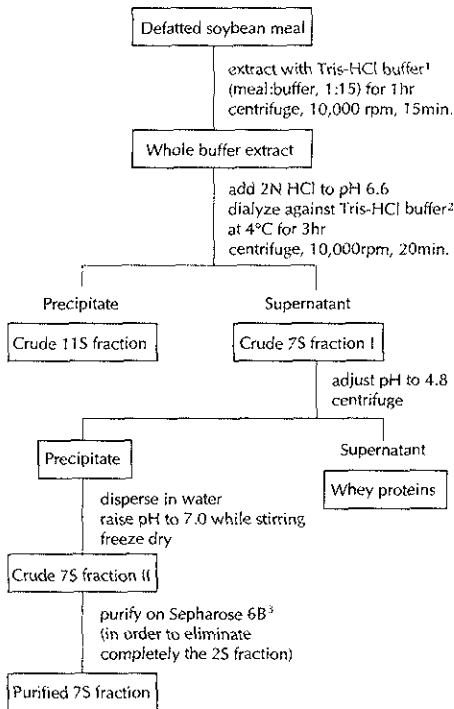 Defatted soybean meal
extract with Tris-HCl buffer¹
(meal:buffer, 1:15) for 1hr
centrifuge, 10,000 rpm, 15min.
Whole buffer extract
add 2N HCl to pH 6.6
dialyze against Tris-HCl buffer²
at 4°C for 3hr
centrifuge, 10,000rpm, 20min.
Precipitate
Supernatant
Crude 11S fraction
Crude 7S fraction I
adjust pH to 4.8
centrifuge
Precipitate
Supernatant
Whey proteins
disperse in water
raise pH to 7.0 while stirring
freeze dry
Crude 7S fraction II
purify on Sepharose 6B³
(in order to eliminate
completely the 2S fraction)
Purified 7S fraction